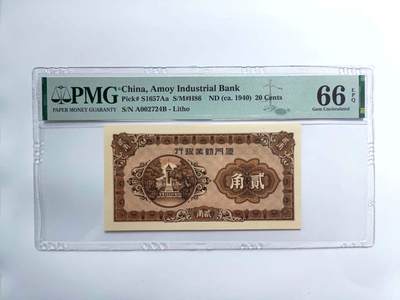 PMG
PAPER MONEY GUARANTY
China, Amoy Industrial Bank
Pick# S1657Aa S/M#H86 ND (ca. 1940) 20 Cents
S/N A002724B - Litho
66 EPQ
Gem Uncirculated
行銀業勸門廈
角 貳
角貳